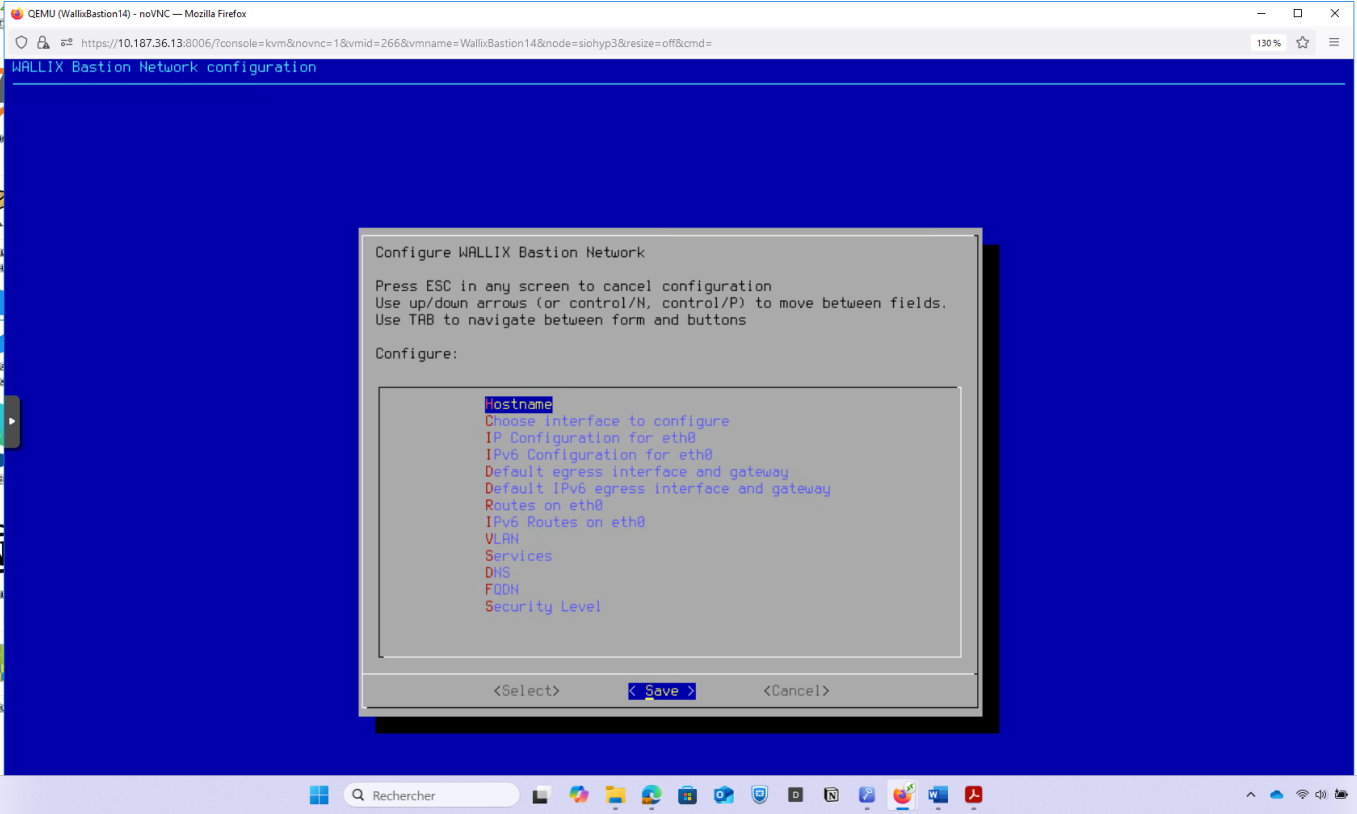 QEMU (WallixBastion14) - noVNC — Mozilla Firefox
https://10.187.36.13:8006/?console=kvm&novnc=1&vmid=266&vmname=WallixBastion14&node=siohyp3&resize=off&cmd=
130%
WALLIX Bastion Network configuration
Configure WALLIX Bastion Network
Press ESC in any screen to cancel configuration
Use up/down arrows (or control/N, control/P) to move between fields.
Use TAB to navigate between form and buttons
Configure:
Hostname
Choose interface to configure
IP Configuration for eth0
IPv6 Configuration for eth0
Default egress interface and gateway
Default IPv6 egress interface and gateway
Routes on eth0
IPv6 Routes on eth0
VLAN
Services
DNS
FQDN
Security Level
<Select> < Save > <Cancel>
Rechercher